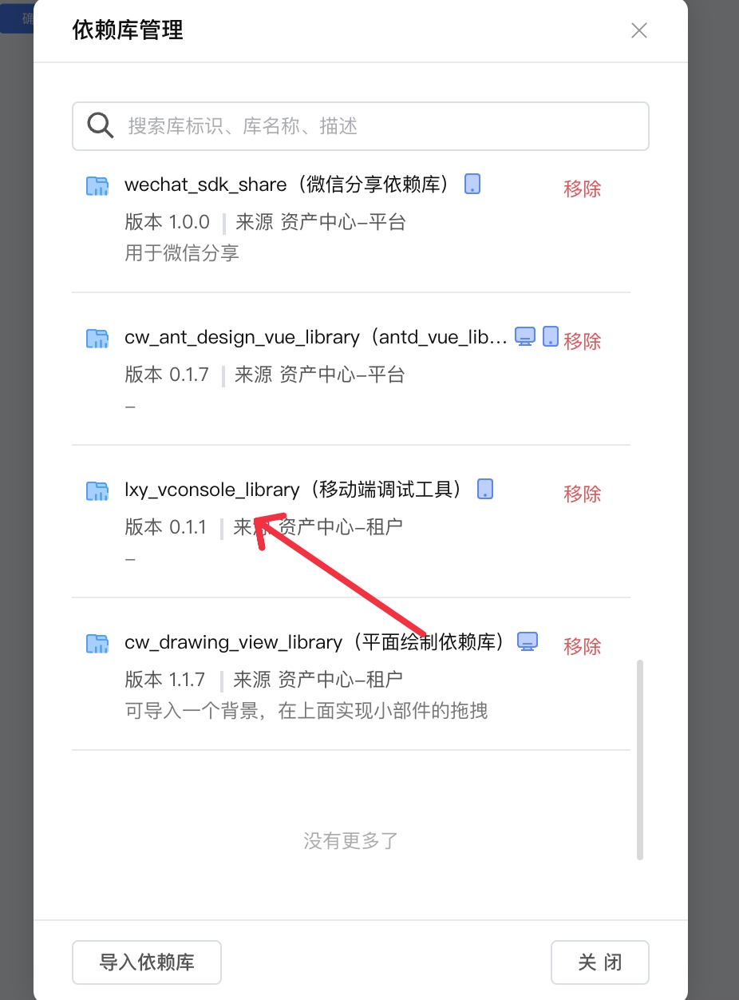 确
依赖库管理
搜索库标识、库名称、描述
wechat_sdk_share（微信分享依赖库）
移除
版本 1.0.0 | 来源 资产中心-平台
用于微信分享
cw_ant_design_vue_library（antd_vue_lib...
移除
版本 0.1.7 | 来源 资产中心-平台
-
lxy_vconsole_library（移动端调试工具）
移除
版本 0.1.1 | 来源 资产中心-租户
-
cw_drawing_view_library（平面绘制依赖库）
移除
版本 1.1.7 | 来源 资产中心-租户
可导入一个背景，在上面实现小部件的拖拽
没有更多了
导入依赖库
关 闭